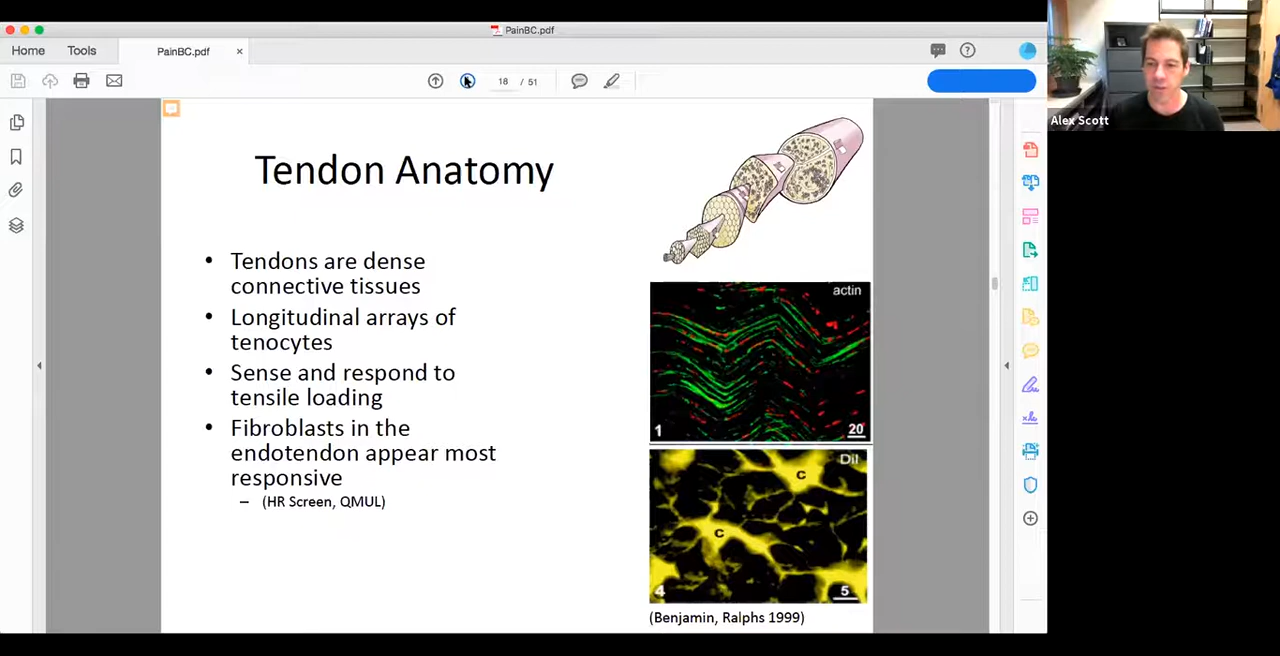 PainBC.pdf
Home
Tools
PainBC.pdf
18 / 51
Alex Scott
Tendon Anatomy
• Tendons are dense
connective tissues
• Longitudinal arrays of
tenocytes
• Sense and respond to
tensile loading
• Fibroblasts in the
endotendon appear most
responsive
– (HR Screen, QMUL)
actin
1
20
DiI
c
c
4
5
(Benjamin, Ralphs 1999)